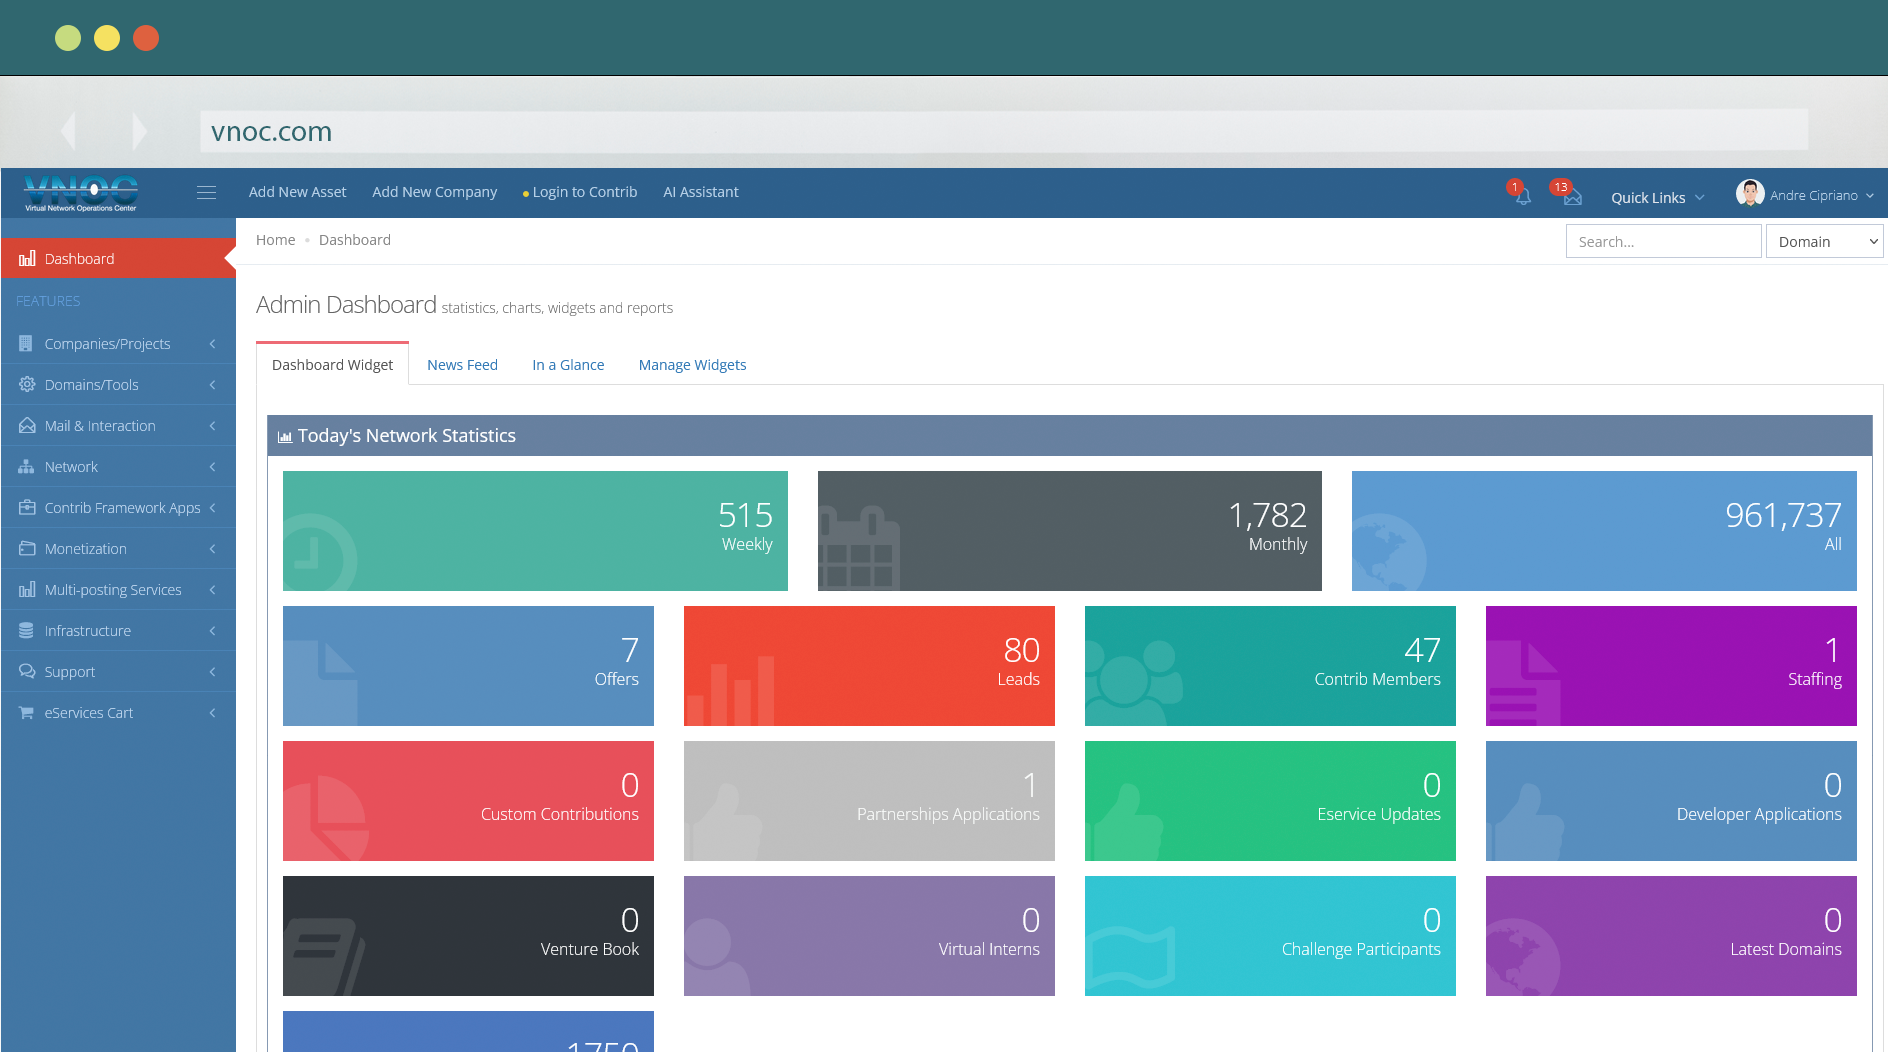 vnoc.com
VNOC
Virtual Network Operations Center
Add New Asset
Add New Company
Login to Contrib
AI Assistant
1
13
Quick Links
Andre Cipriano
Home
Dashboard
Search...
Domain
Dashboard
FEATURES
Companies/Projects
Domains/Tools
Mail & Interaction
Network
Contrib Framework Apps
Monetization
Multi-posting Services
Infrastructure
Support
eServices Cart
Admin Dashboard statistics, charts, widgets and reports
Dashboard Widget
News Feed
In a Glance
Manage Widgets
Today's Network Statistics
515
Weekly
1,782
Monthly
961,737
All
7
Offers
80
Leads
47
Contrib Members
1
Staffing
0
Custom Contributions
1
Partnerships Applications
0
Eservice Updates
0
Developer Applications
0
Venture Book
0
Virtual Interns
0
Challenge Participants
0
Latest Domains
1750